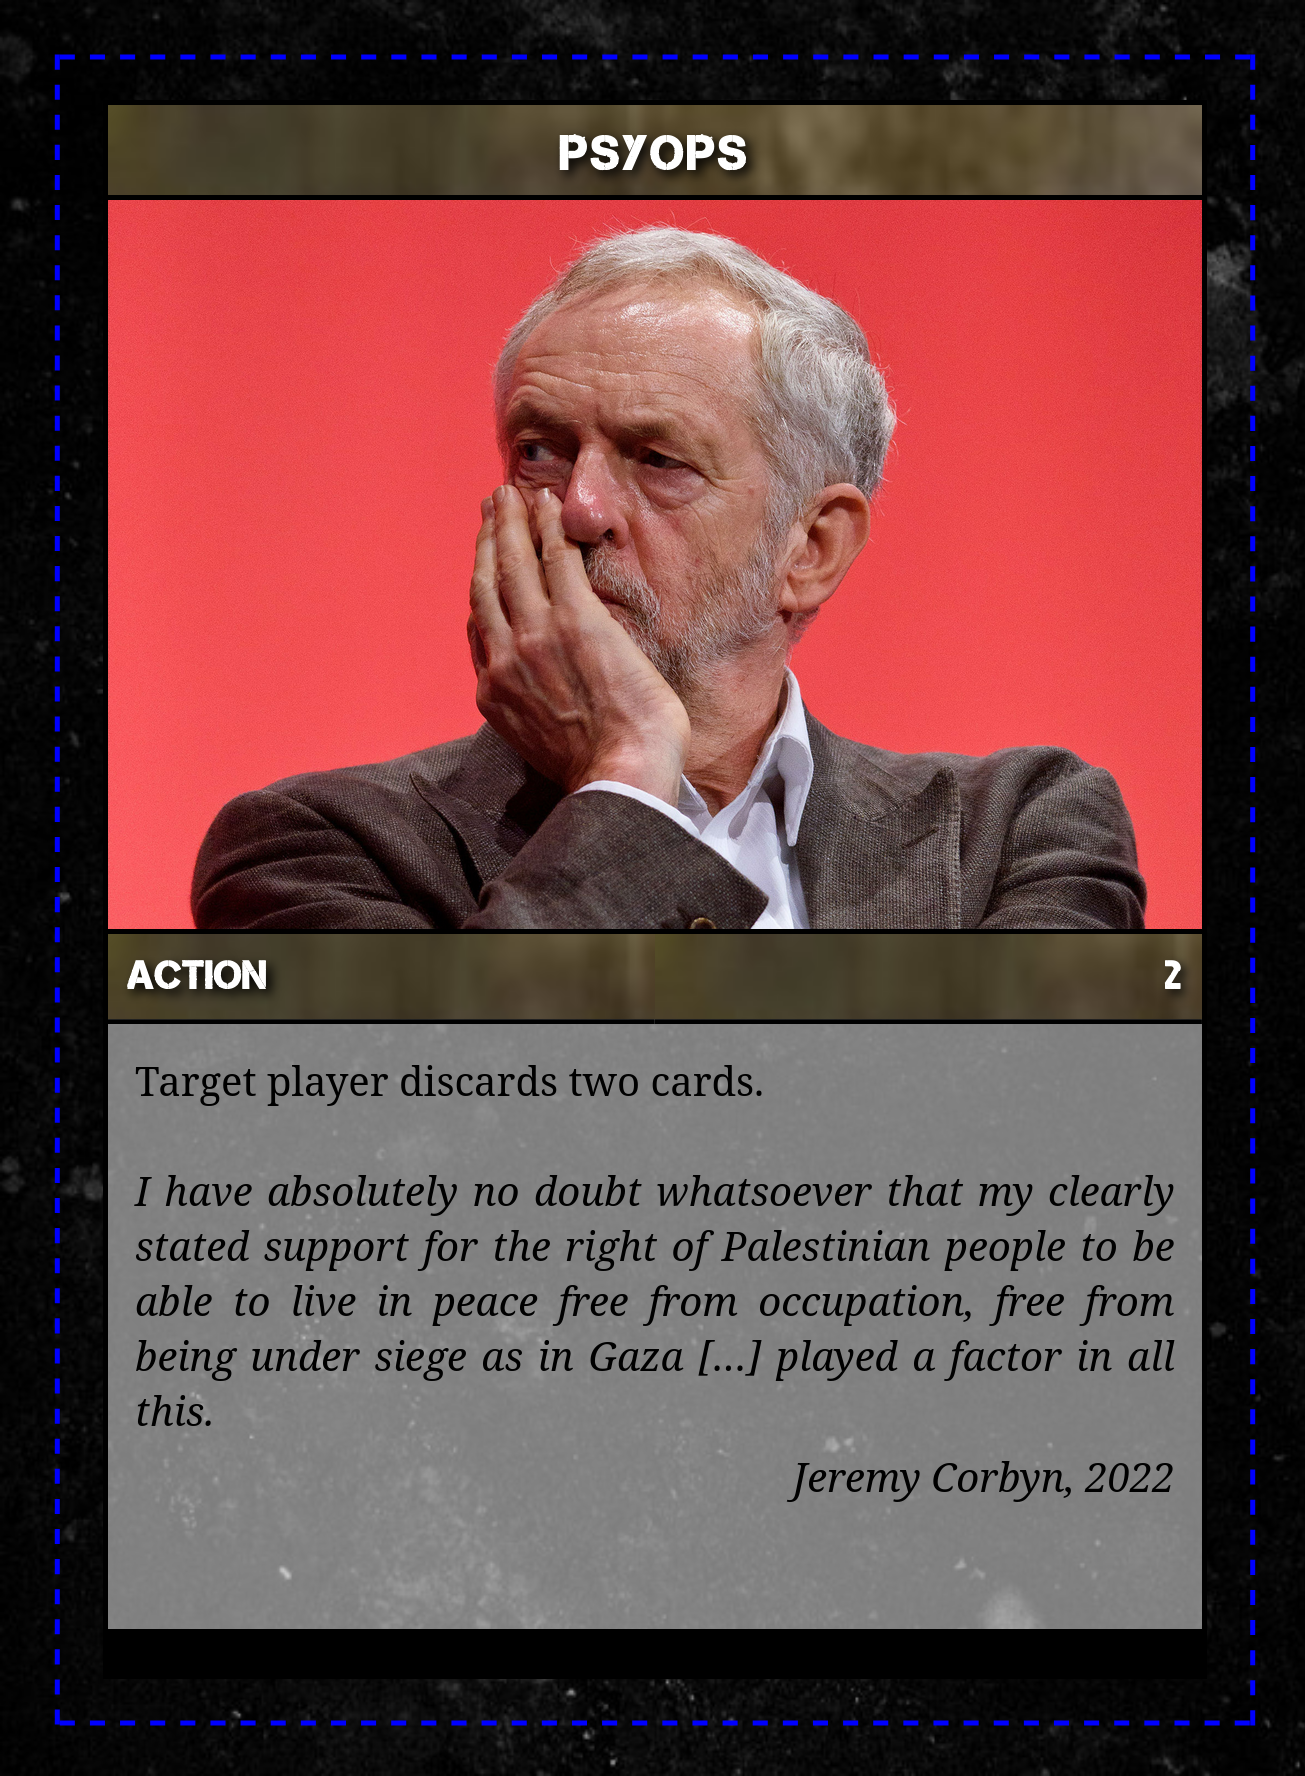 PSYOPS
ACTION 2
Target player discards two cards.
I have absolutely no doubt whatsoever that my clearly
stated support for the right of Palestinian people to be
able to live in peace free from occupation, free from
being under siege as in Gaza [...] played a factor in all
this.
Jeremy Corbyn, 2022